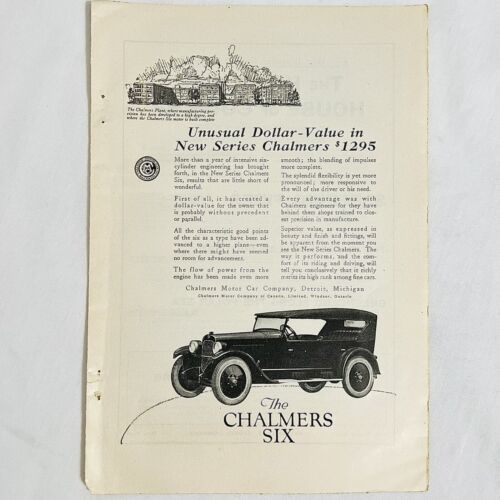 The Chalmers Plant, where manufacturing pre-
cision has been developed to a high degree, and
where the Chalmers Six motor is built complete
Unusual Dollar-Value in
New Series Chalmers $1295
More than a year of intensive six-
cylinder engineering has brought
forth, in the New Series Chalmers
Six, results that are little short of
wonderful.
First of all, it has created a
dollar-value for the owner that
is probably without precedent
or parallel.
All the characteristic good points
of the six as a type have been ad-
vanced to a higher plane—even
where there might have seemed
no room for advancement.
The flow of power from the
engine has been made even more
smooth; the blending of impulses
more complete.
The splendid flexibility is yet more
pronounced; more responsive to
the will of the driver or his need.
Every advantage was with
Chalmers engineers for they have
behind them shops trained to clos-
est precision in manufacture.
Superior value, as expressed in
beauty and finish and fittings, will
be apparent from the moment you
see the New Series Chalmers. The
way it performs, and the com-
fort of its riding and driving, will
tell you conclusively that it richly
merits its high rank among fine cars.
Chalmers Motor Car Company, Detroit, Michigan
Chalmers Motor Company of Canada, Limited, Windsor, Ontario
The
CHALMERS
SIX